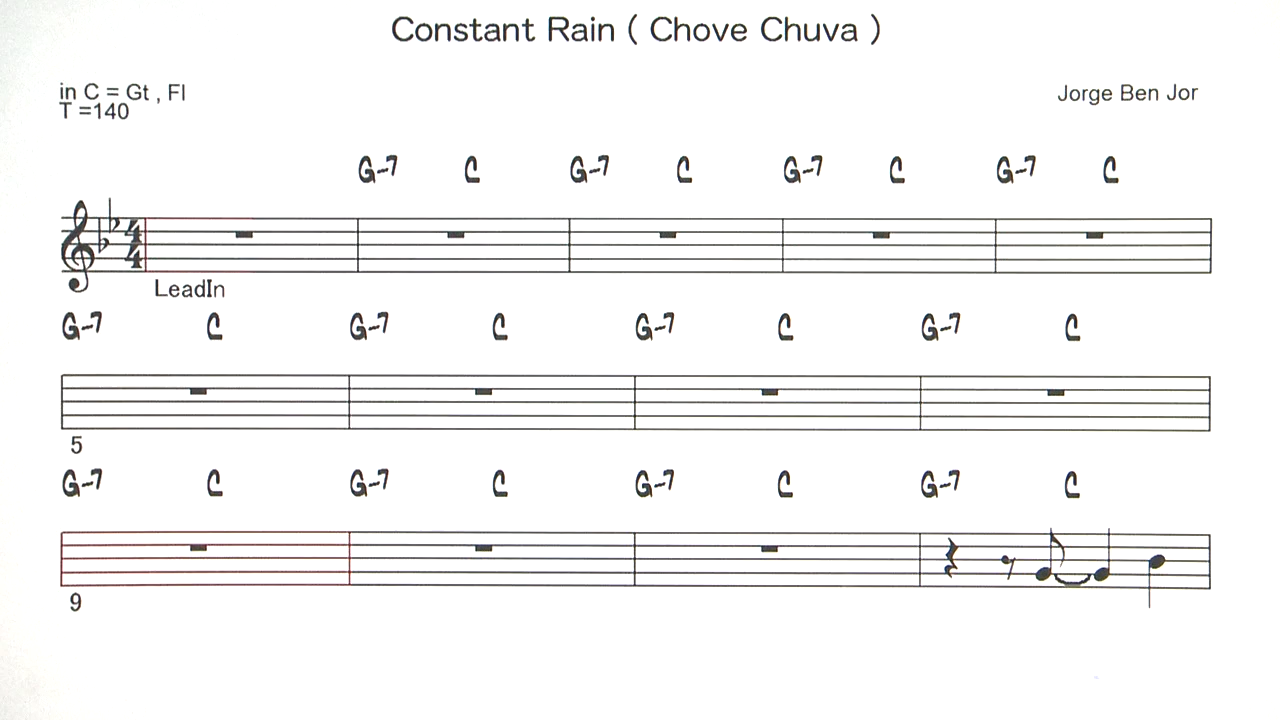 Constant Rain ( Chove Chuva )
in C = Gt , Fl
T =140
Jorge Ben Jor
G-7 C G-7 C G-7 C G-7 C
LeadIn
G-7 C G-7 C G-7 C G-7 C
5
G-7 C G-7 C G-7 C G-7 C
9